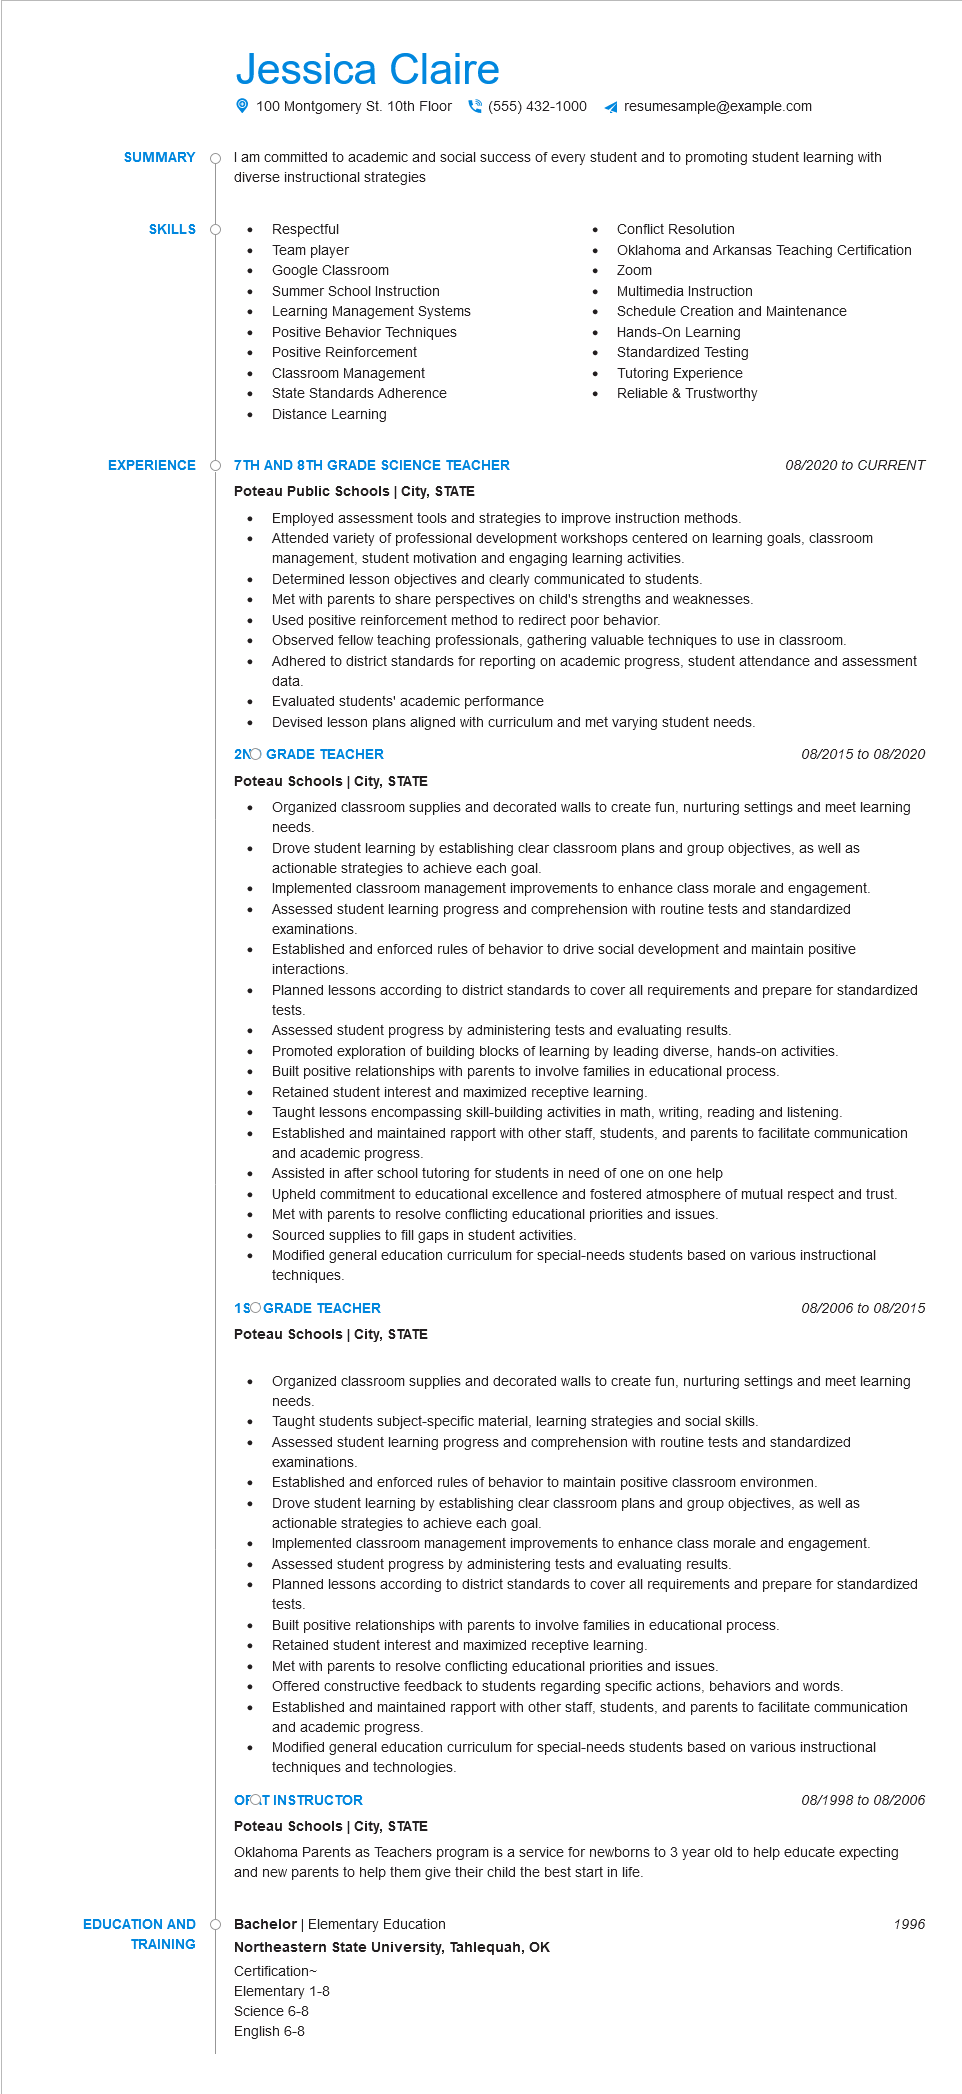 Jessica Claire
100 Montgomery St. 10th Floor (555) 432-1000 resumesample@example.com
SUMMARY
I am committed to academic and social success of every student and to promoting student learning with
diverse instructional strategies
SKILLS
Respectful
Team player
Google Classroom
Summer School Instruction
Learning Management Systems
Positive Behavior Techniques
Positive Reinforcement
Classroom Management
State Standards Adherence
Distance Learning
Conflict Resolution
Oklahoma and Arkansas Teaching Certification
Zoom
Multimedia Instruction
Schedule Creation and Maintenance
Hands-On Learning
Standardized Testing
Tutoring Experience
Reliable & Trustworthy
EXPERIENCE
7TH AND 8TH GRADE SCIENCE TEACHER 08/2020 to CURRENT
Poteau Public Schools | City, STATE
Employed assessment tools and strategies to improve instruction methods.
Attended variety of professional development workshops centered on learning goals, classroom
management, student motivation and engaging learning activities.
Determined lesson objectives and clearly communicated to students.
Met with parents to share perspectives on child's strengths and weaknesses.
Used positive reinforcement method to redirect poor behavior.
Observed fellow teaching professionals, gathering valuable techniques to use in classroom.
Adhered to district standards for reporting on academic progress, student attendance and assessment
data.
Evaluated students' academic performance
Devised lesson plans aligned with curriculum and met varying student needs.
2ND GRADE TEACHER 08/2015 to 08/2020
Poteau Schools | City, STATE
Organized classroom supplies and decorated walls to create fun, nurturing settings and meet learning
needs.
Drove student learning by establishing clear classroom plans and group objectives, as well as
actionable strategies to achieve each goal.
Implemented classroom management improvements to enhance class morale and engagement.
Assessed student learning progress and comprehension with routine tests and standardized
examinations.
Established and enforced rules of behavior to drive social development and maintain positive
interactions.
Planned lessons according to district standards to cover all requirements and prepare for standardized
tests.
Assessed student progress by administering tests and evaluating results.
Promoted exploration of building blocks of learning by leading diverse, hands-on activities.
Built positive relationships with parents to involve families in educational process.
Retained student interest and maximized receptive learning.
Taught lessons encompassing skill-building activities in math, writing, reading and listening.
Established and maintained rapport with other staff, students, and parents to facilitate communication
and academic progress.
Assisted in after school tutoring for students in need of one on one help
Upheld commitment to educational excellence and fostered atmosphere of mutual respect and trust.
Met with parents to resolve conflicting educational priorities and issues.
Sourced supplies to fill gaps in student activities.
Modified general education curriculum for special-needs students based on various instructional
techniques.
1ST GRADE TEACHER 08/2006 to 08/2015
Poteau Schools | City, STATE
Organized classroom supplies and decorated walls to create fun, nurturing settings and meet learning
needs.
Taught students subject-specific material, learning strategies and social skills.
Assessed student learning progress and comprehension with routine tests and standardized
examinations.
Established and enforced rules of behavior to maintain positive classroom environmen.
Drove student learning by establishing clear classroom plans and group objectives, as well as
actionable strategies to achieve each goal.
Implemented classroom management improvements to enhance class morale and engagement.
Assessed student progress by administering tests and evaluating results.
Planned lessons according to district standards to cover all requirements and prepare for standardized
tests.
Built positive relationships with parents to involve families in educational process.
Retained student interest and maximized receptive learning.
Met with parents to resolve conflicting educational priorities and issues.
Offered constructive feedback to students regarding specific actions, behaviors and words.
Established and maintained rapport with other staff, students, and parents to facilitate communication
and academic progress.
Modified general education curriculum for special-needs students based on various instructional
techniques and technologies.
INSTRUCTOR 08/1998 to 08/2006
Poteau Schools | City, STATE
Oklahoma Parents as Teachers program is a service for newborns to 3 year old to help educate expecting
and new parents to help them give their child the best start in life.
EDUCATION AND
TRAINING
Bachelor | Elementary Education 1996
Northeastern State University, Tahlequah, OK
Certification~
Elementary 1-8
Science 6-8
English 6-8